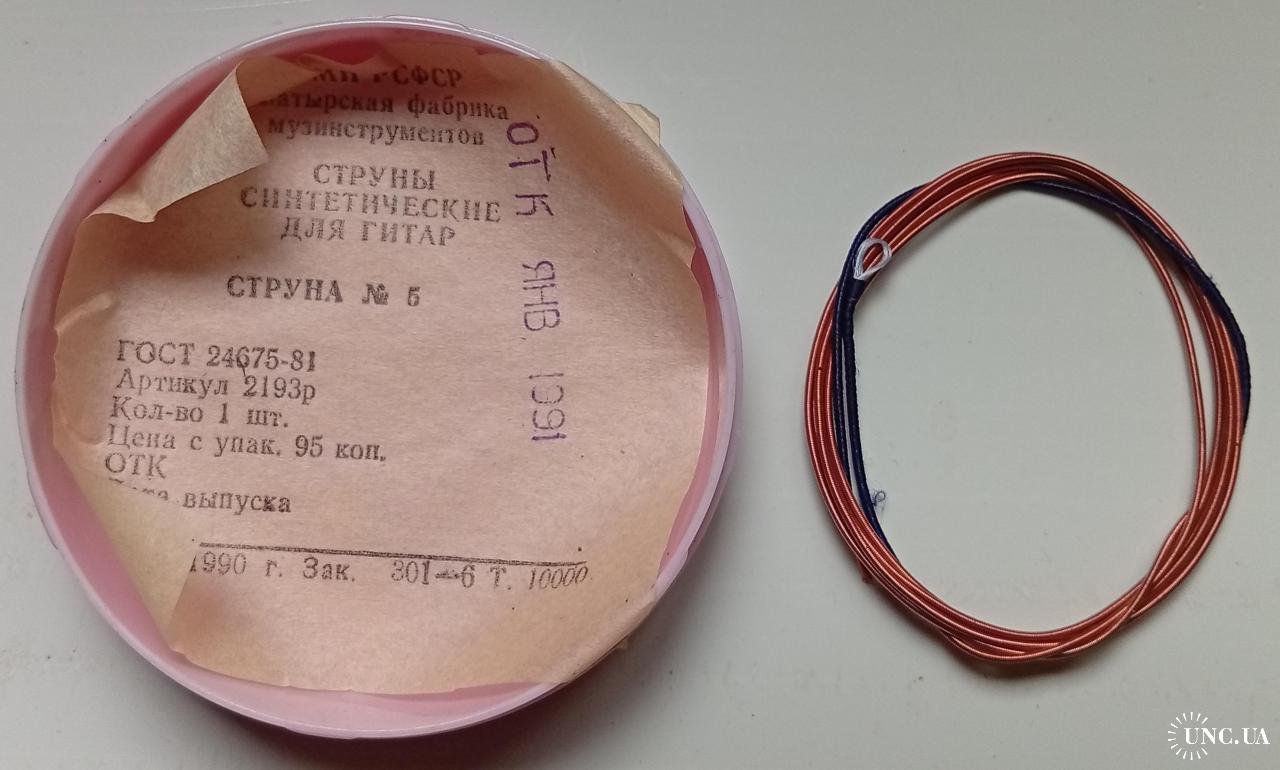 РСФСР
фабрика
музинструментов
СТРУНЫ
СИНТЕТИЧЕСКИЕ
ДЛЯ ГИТАР
СТРУНА № 5
ГОСТ 24675-81
Артикул 2193р
Кол-во 1 шт.
Цена с упак. 95 коп.
ОТК
выпуска
1990 г. Зак. 301-6 Т. 10000
ОТК ЯНВ 1991
UNC.UA